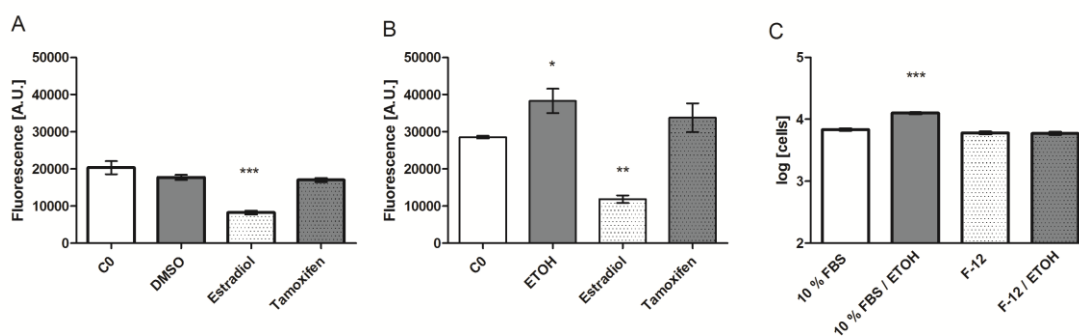 A
Fluorescence [A.U.]
50000
40000
30000
20000
10000
0
***
C0
DMSO
Estradiol
Tamoxifen
B
Fluorescence [A.U.]
50000
40000
30000
20000
10000
0
*
**
C0
ETOH
Estradiol
Tamoxifen
C
log [cells]
5
4
3
2
***
10 % FBS
10 % FBS / ETOH
F-12
F-12 / ETOH